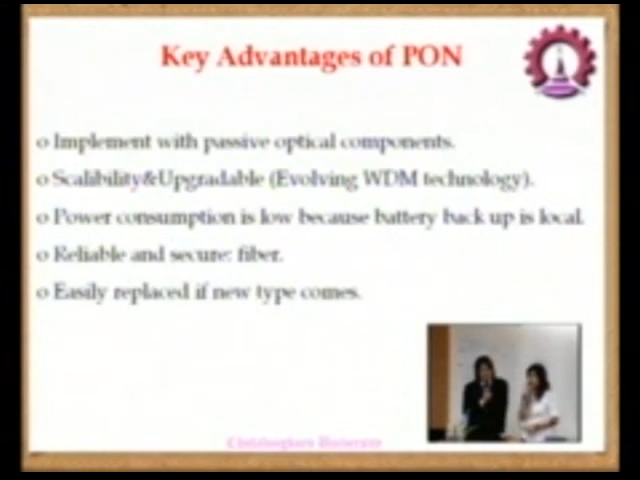 Key Advantages of PON
o Implement with passive optical components.
o Scalibility&Upgradable (Evolving WDM technology).
o Power consumption is low because battery back up is local.
o Reliable and secure: fiber.
o Easily replaced if new type comes.